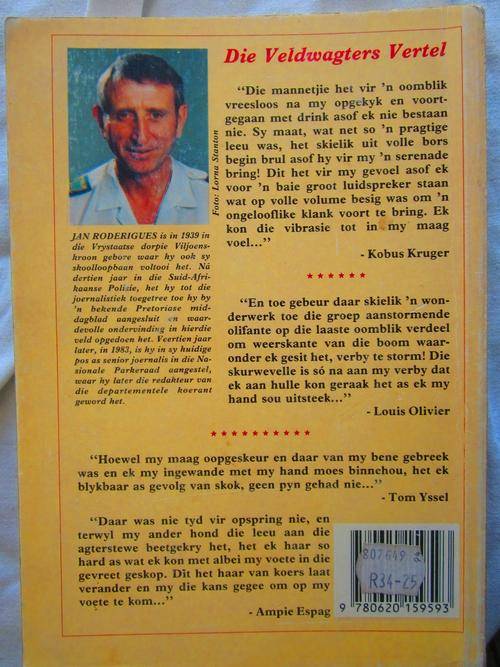 Die Veldwagters Vertel
“Die mannetjie het vir 'n oomblik
vreesloos na my opgekyk en voort-
gegaan met drink asof ek nie bestaan
nie. Sy maat, wat net so 'n pragtige
leeu was, het skielik uit volle bors
begin brul asof hy vir my 'n serenade
bring! Dit het vir my gevoel asof ek
voor 'n baie groot luidspreker staan
wat op volle volume besig was om 'n
ongelooflike klank voort te bring. Ek
kon die vibrasie tot in my maag
voel...”
- Kobus Kruger
Foto: Lorna Stanton
JAN RODERIGUES is in 1939 in
die Vrystaatse dorpie Viljoens-
kroon gebore waar hy ook sy
skoolloopbaan voltooi het. Ná
dertien jaar in die Suid-Afri-
kaanse Polisie, het hy tot die
joernalistiek toegetree toe hy by
'n bekende Pretoriase mid-
dagblad aangesluit en waar-
devolle ondervinding in hierdie
veld opgedoen het. Veertien jaar
later, in 1983, is hy in sy huidige
pos as senior joernalis in die Na-
sionale Parkeraad aangestel,
waar hy later die redakteur van
die departementele koerant
geword het.
“En toe gebeur daar skielik 'n won-
derwerk toe die groep aanstormende
olifante op die laaste oomblik verdeel
om weerskante van die boom waar-
onder ek gesit het, verby te storm! Die
skurwevelle is só na aan my verby dat
ek aan hulle kon geraak het as ek my
hand sou uitsteek...”
- Louis Olivier
“Hoewel my maag oopgeskeur en daar van my bene gebreek
was en ek my ingewande met my hand moes binnehou, het ek
blykbaar as gevolg van skok, geen pyn gehad nie...”
- Tom Yssel
“Daar was nie tyd vir opspring nie, en
terwyl my ander hond die leeu aan die
agterstewe beetgekry het, het ek haar so
hard as wat ek kon met albei my voete in die
gevreet geskop. Dit het haar van koers laat
verander en my die kans gegee om op my
voete te kom...”
- Ampie Espag
807649 2
R34-25
9 780620 159593